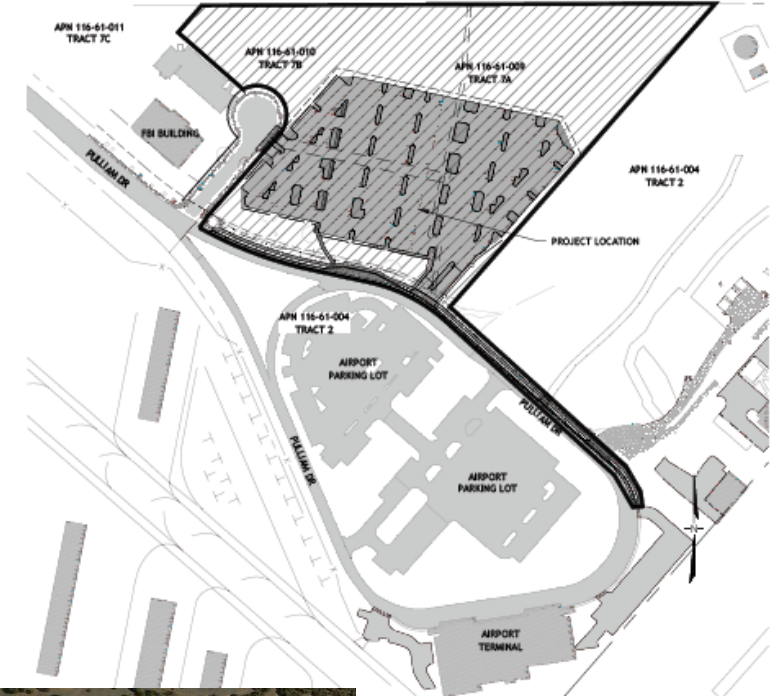 APN 116-61-011
TRACT 7C
APN 116-61-010
TRACT 7B
APN 116-61-009
TRACT 7A
FBI BUILDING
PULLIAM DR
APN 116-61-004
TRACT 2
PROJECT LOCATION
APN 116-61-004
TRACT 2
AIRPORT
PARKING LOT
PULLIAM DR
PULLIAM DR
AIRPORT
PARKING LOT
N
AIRPORT
TERMINAL